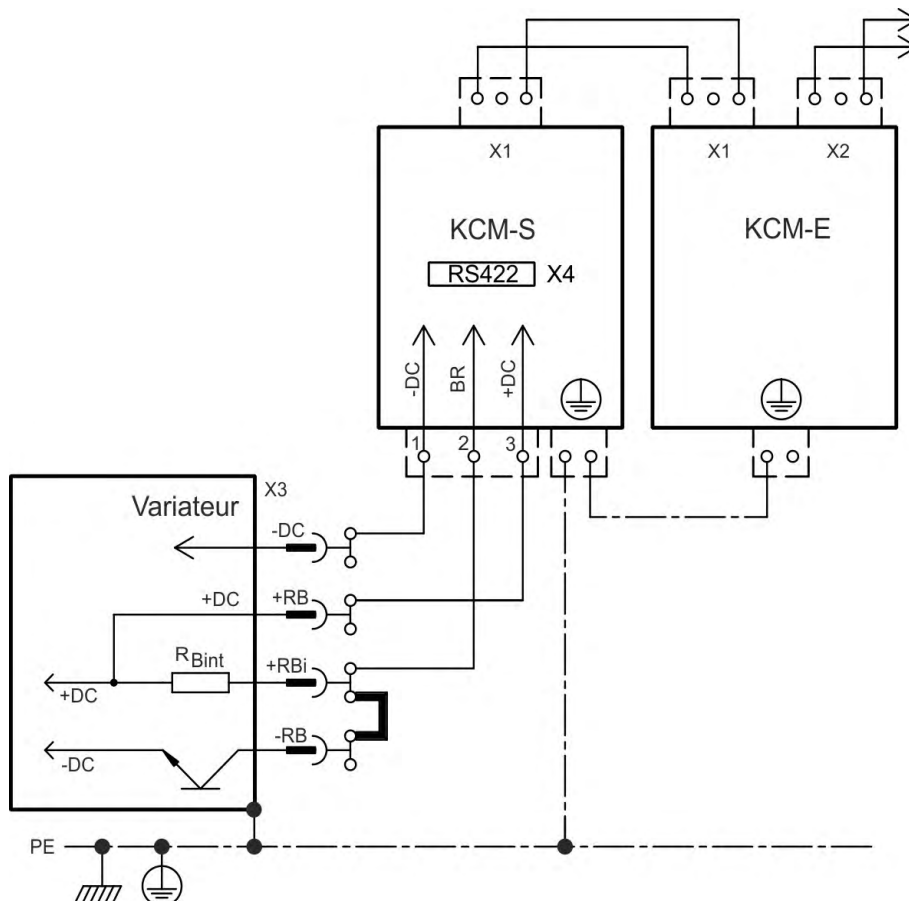 X1
X1 X2
KCM-S
KCM-E
RS422 X4
-DC
BR
+DC
1 2 3
Variateur
X3
-DC
+DC
+RB
RBint
+RBi
+DC
-RB
-DC
PE